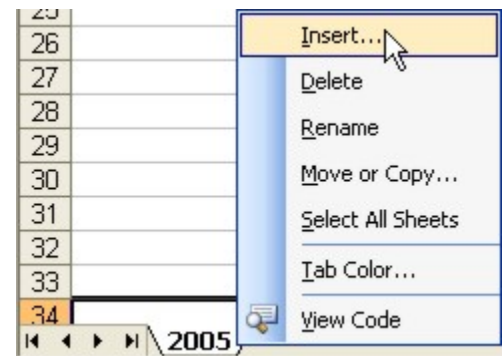 25
26
27
28
29
30
31
32
33
34
2005
Insert...
Delete
Rename
Move or Copy...
Select All Sheets
Tab Color...
View Code